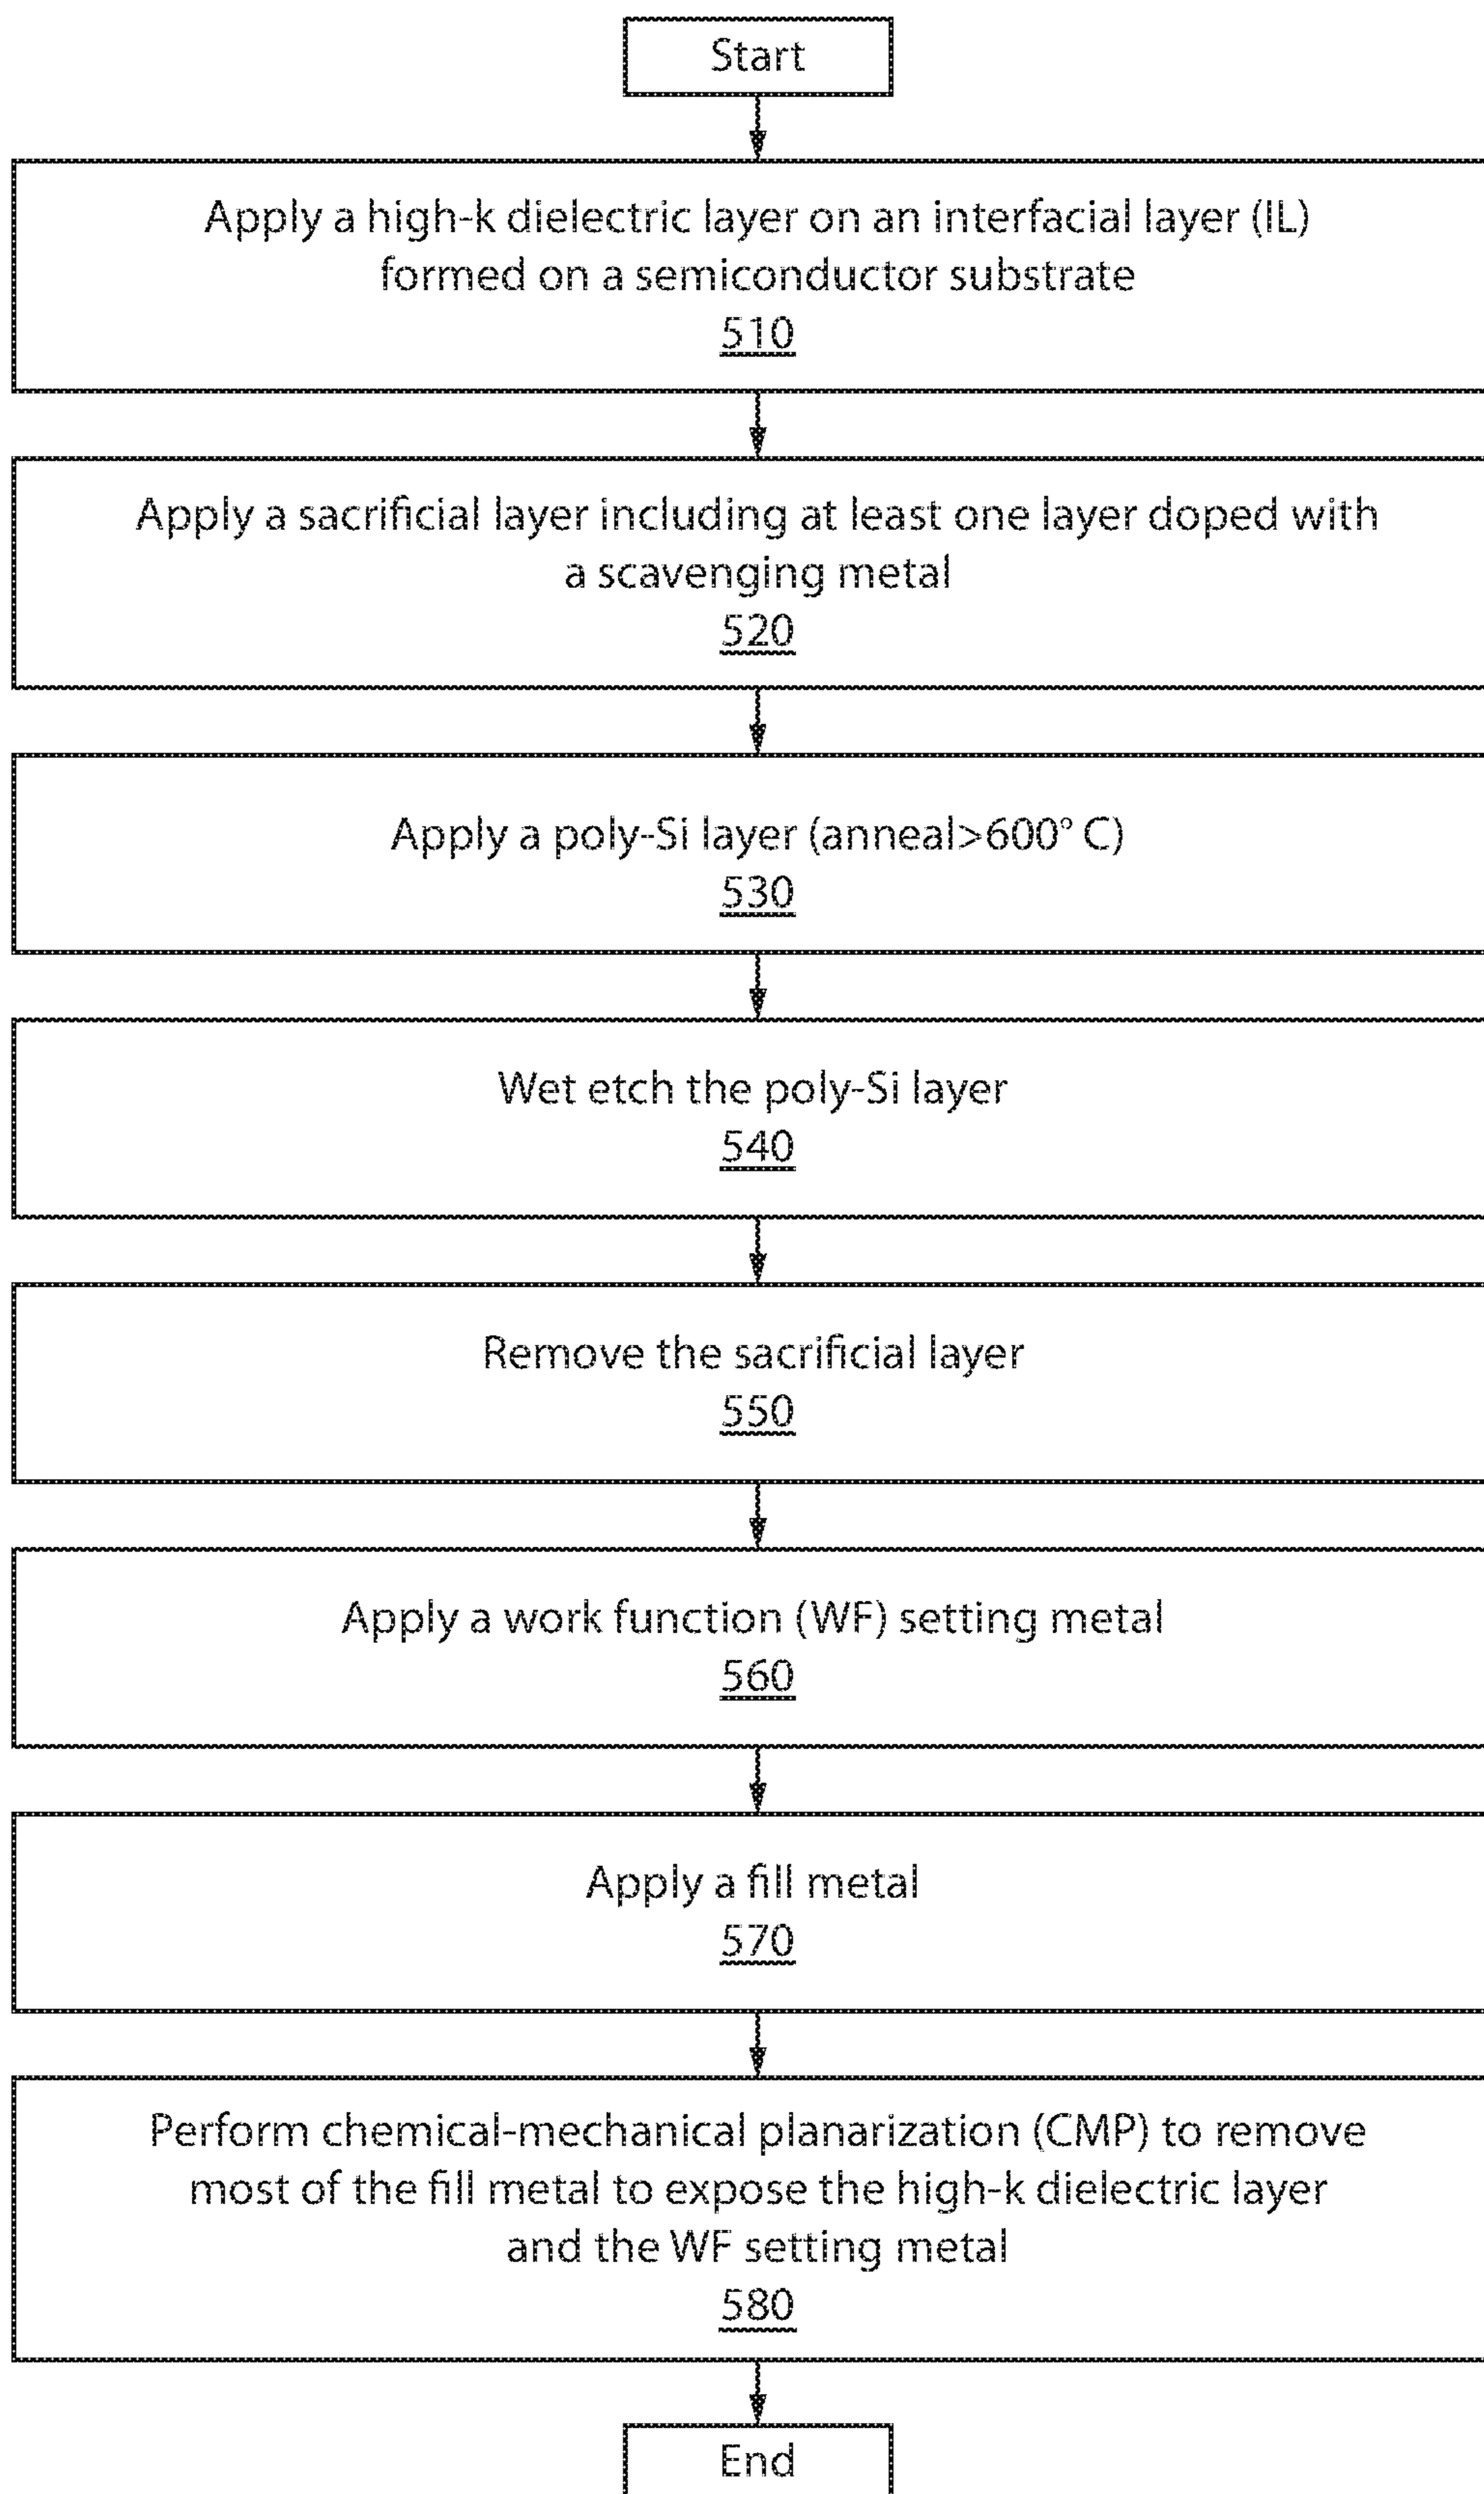 Start
Apply a high-k dielectric layer on an interfacial layer (IL)
formed on a semiconductor substrate
510
Apply a sacrificial layer including at least one layer doped with
a scavenging metal
520
Apply a poly-Si layer (anneal>600° C)
530
Wet etch the poly-Si layer
540
Remove the sacrificial layer
550
Apply a work function (WF) setting metal
560
Apply a fill metal
570
Perform chemical-mechanical planarization (CMP) to remove
most of the fill metal to expose the high-k dielectric layer
and the WF setting metal
580
End